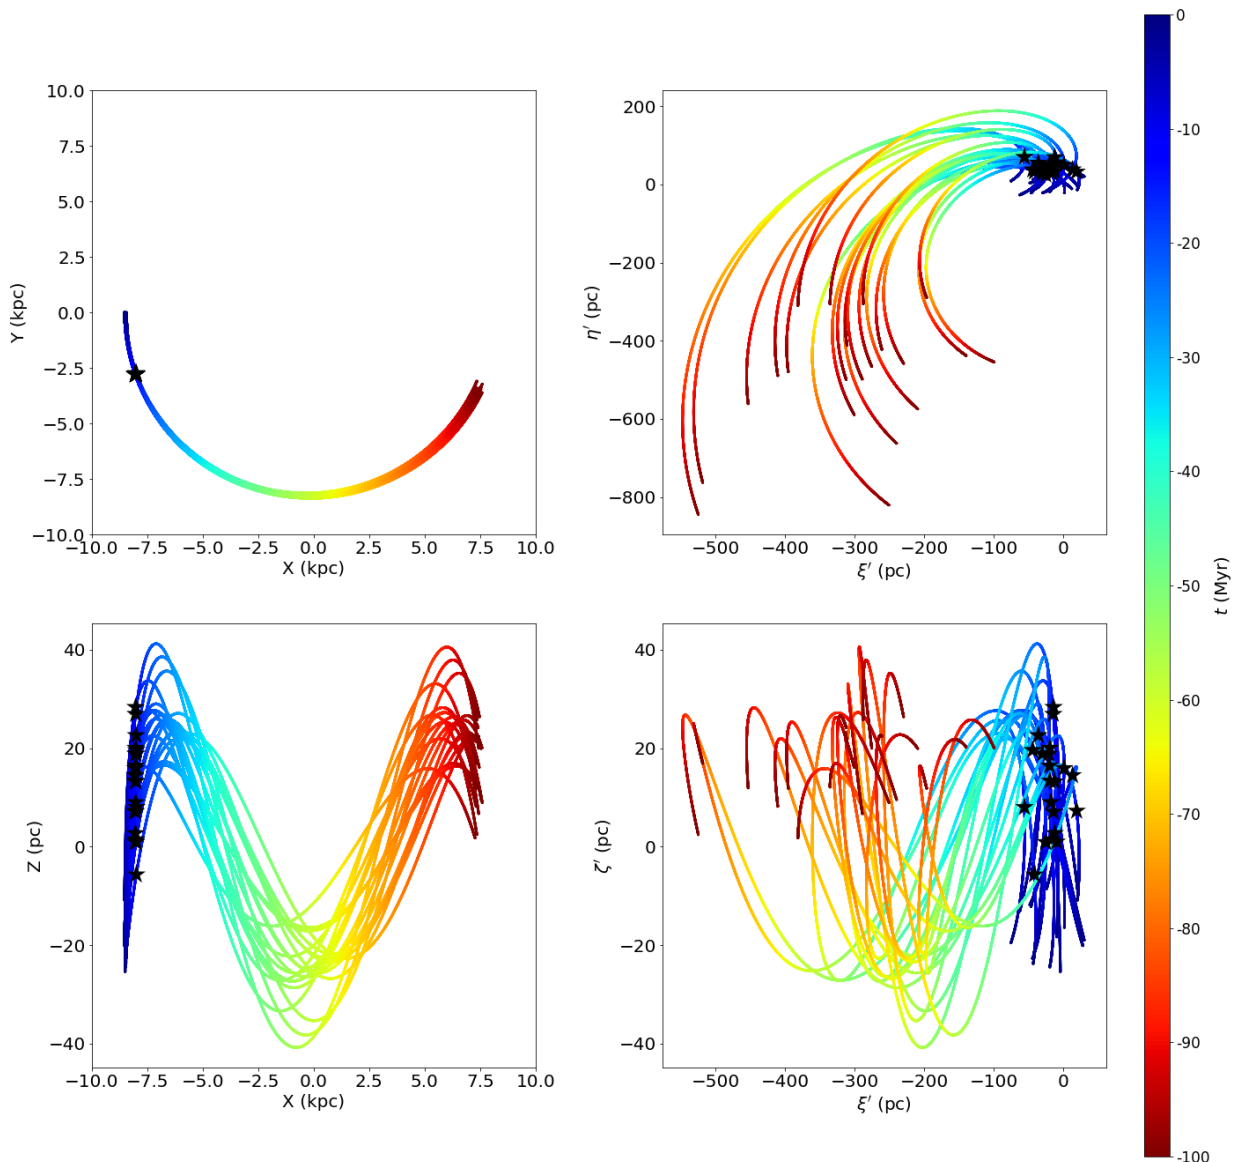 10.0
7.5
5.0
2.5
0.0
−2.5
−5.0
−7.5
−10.0
Y (kpc)
−10.0 −7.5 −5.0 −2.5 0.0 2.5 5.0 7.5 10.0
X (kpc)
200
0
−200
−400
−600
−800
η′ (pc)
−500 −400 −300 −200 −100 0
ξ′ (pc)
40
20
0
−20
−40
Z (pc)
−10.0 −7.5 −5.0 −2.5 0.0 2.5 5.0 7.5 10.0
X (kpc)
40
20
0
−20
−40
ζ′ (pc)
−500 −400 −300 −200 −100 0
ξ′ (pc)
0
-10
-20
-30
-40
-50
-60
-70
-80
-90
-100
t (Myr)